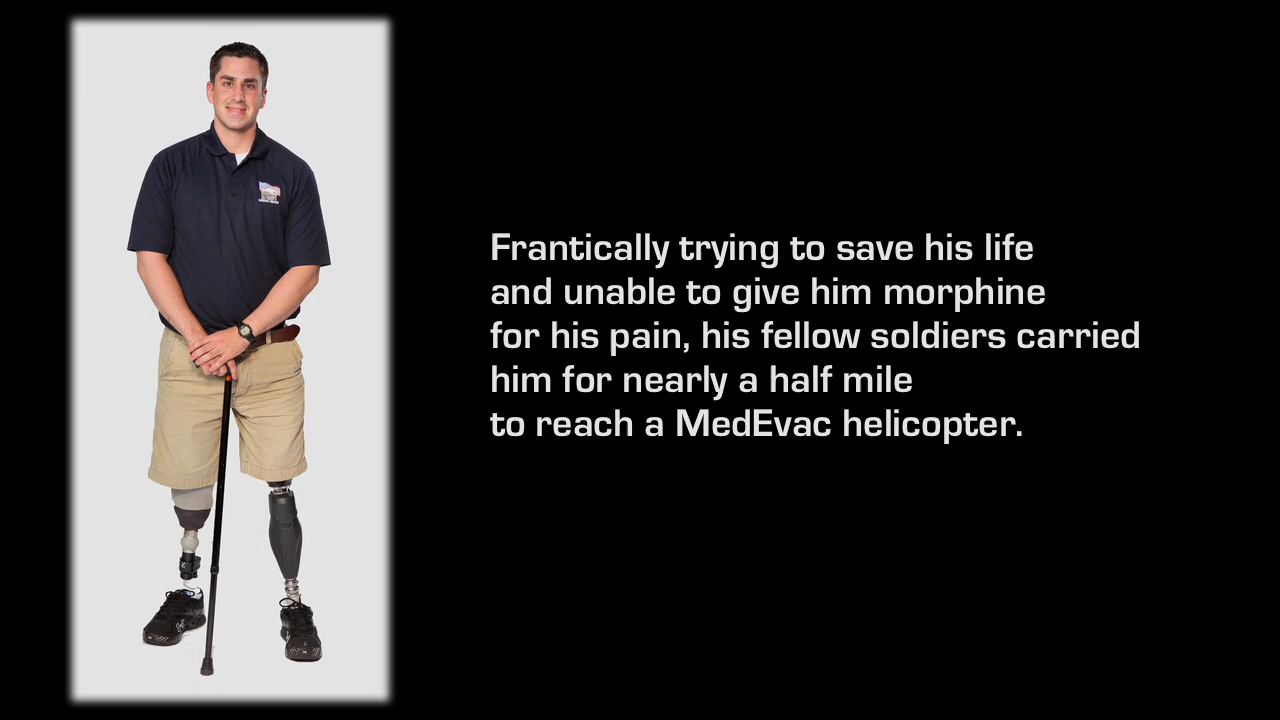 Frantically trying to save his life
and unable to give him morphine
for his pain, his fellow soldiers carried
him for nearly a half mile
to reach a MedEvac helicopter.